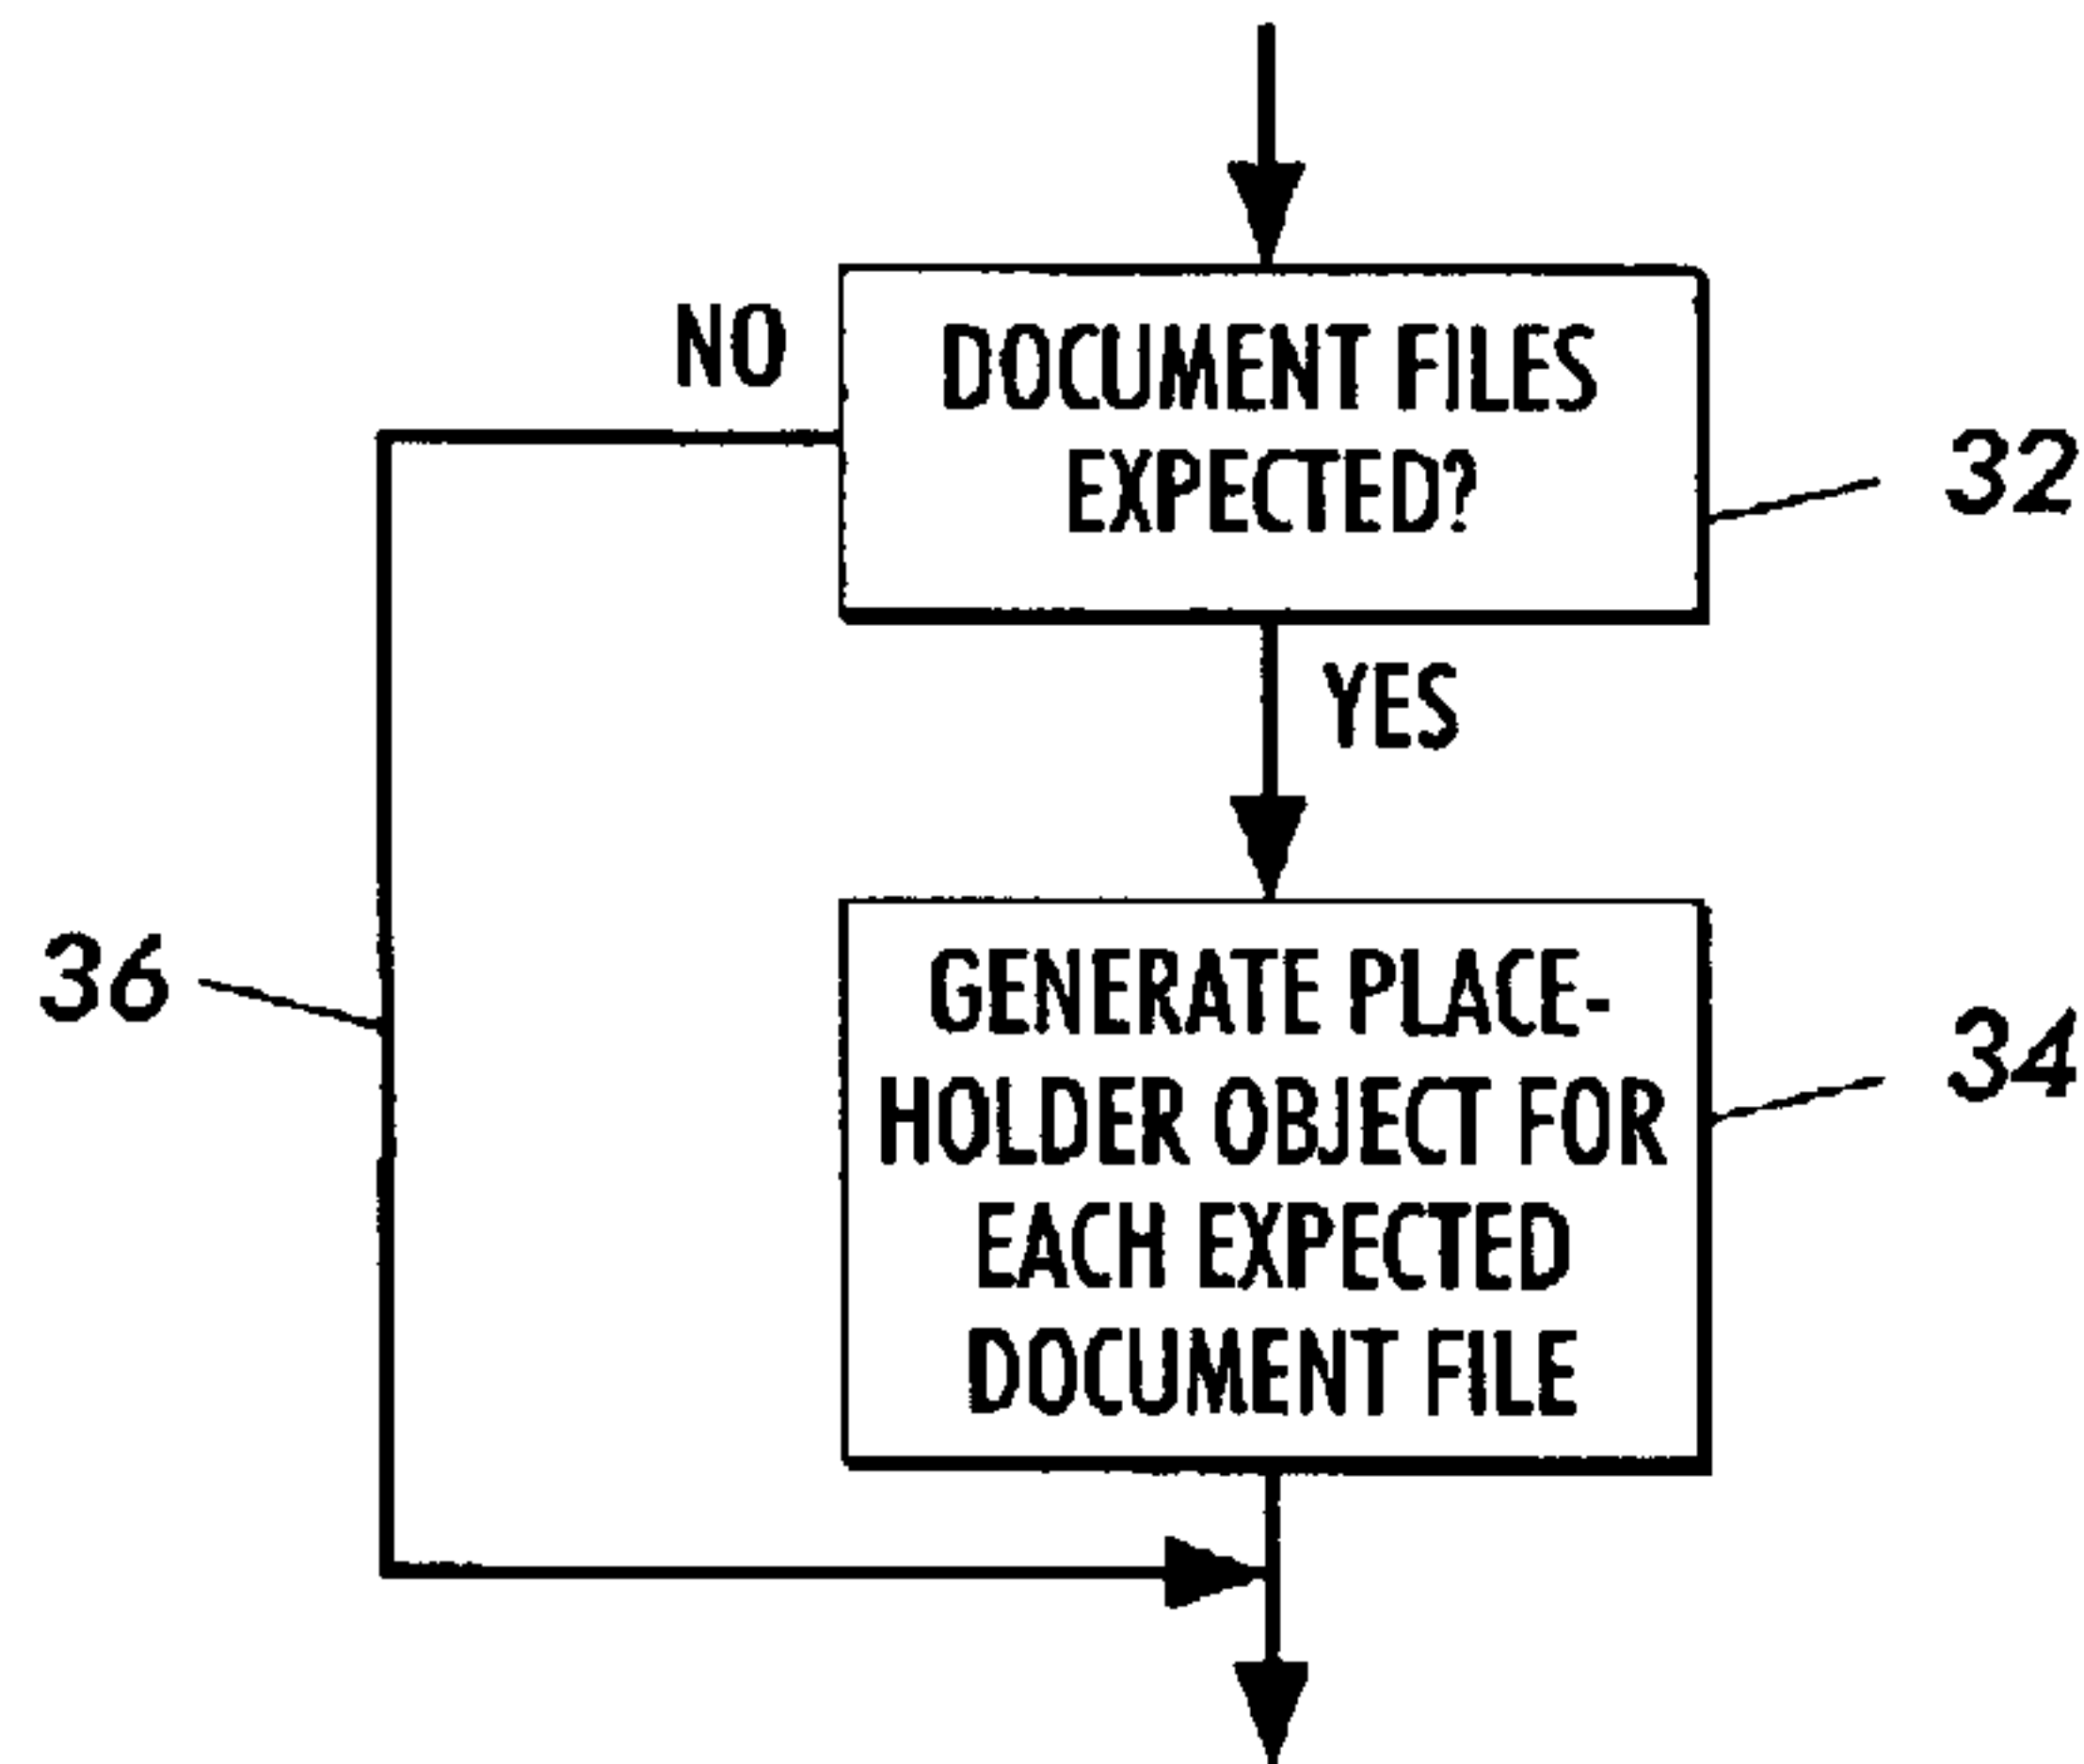 NO
DOCUMENT FILES
EXPECTED?
32
YES
36
GENERATE PLACE-
HOLDER OBJECT FOR
EACH EXPECTED
DOCUMENT FILE
34